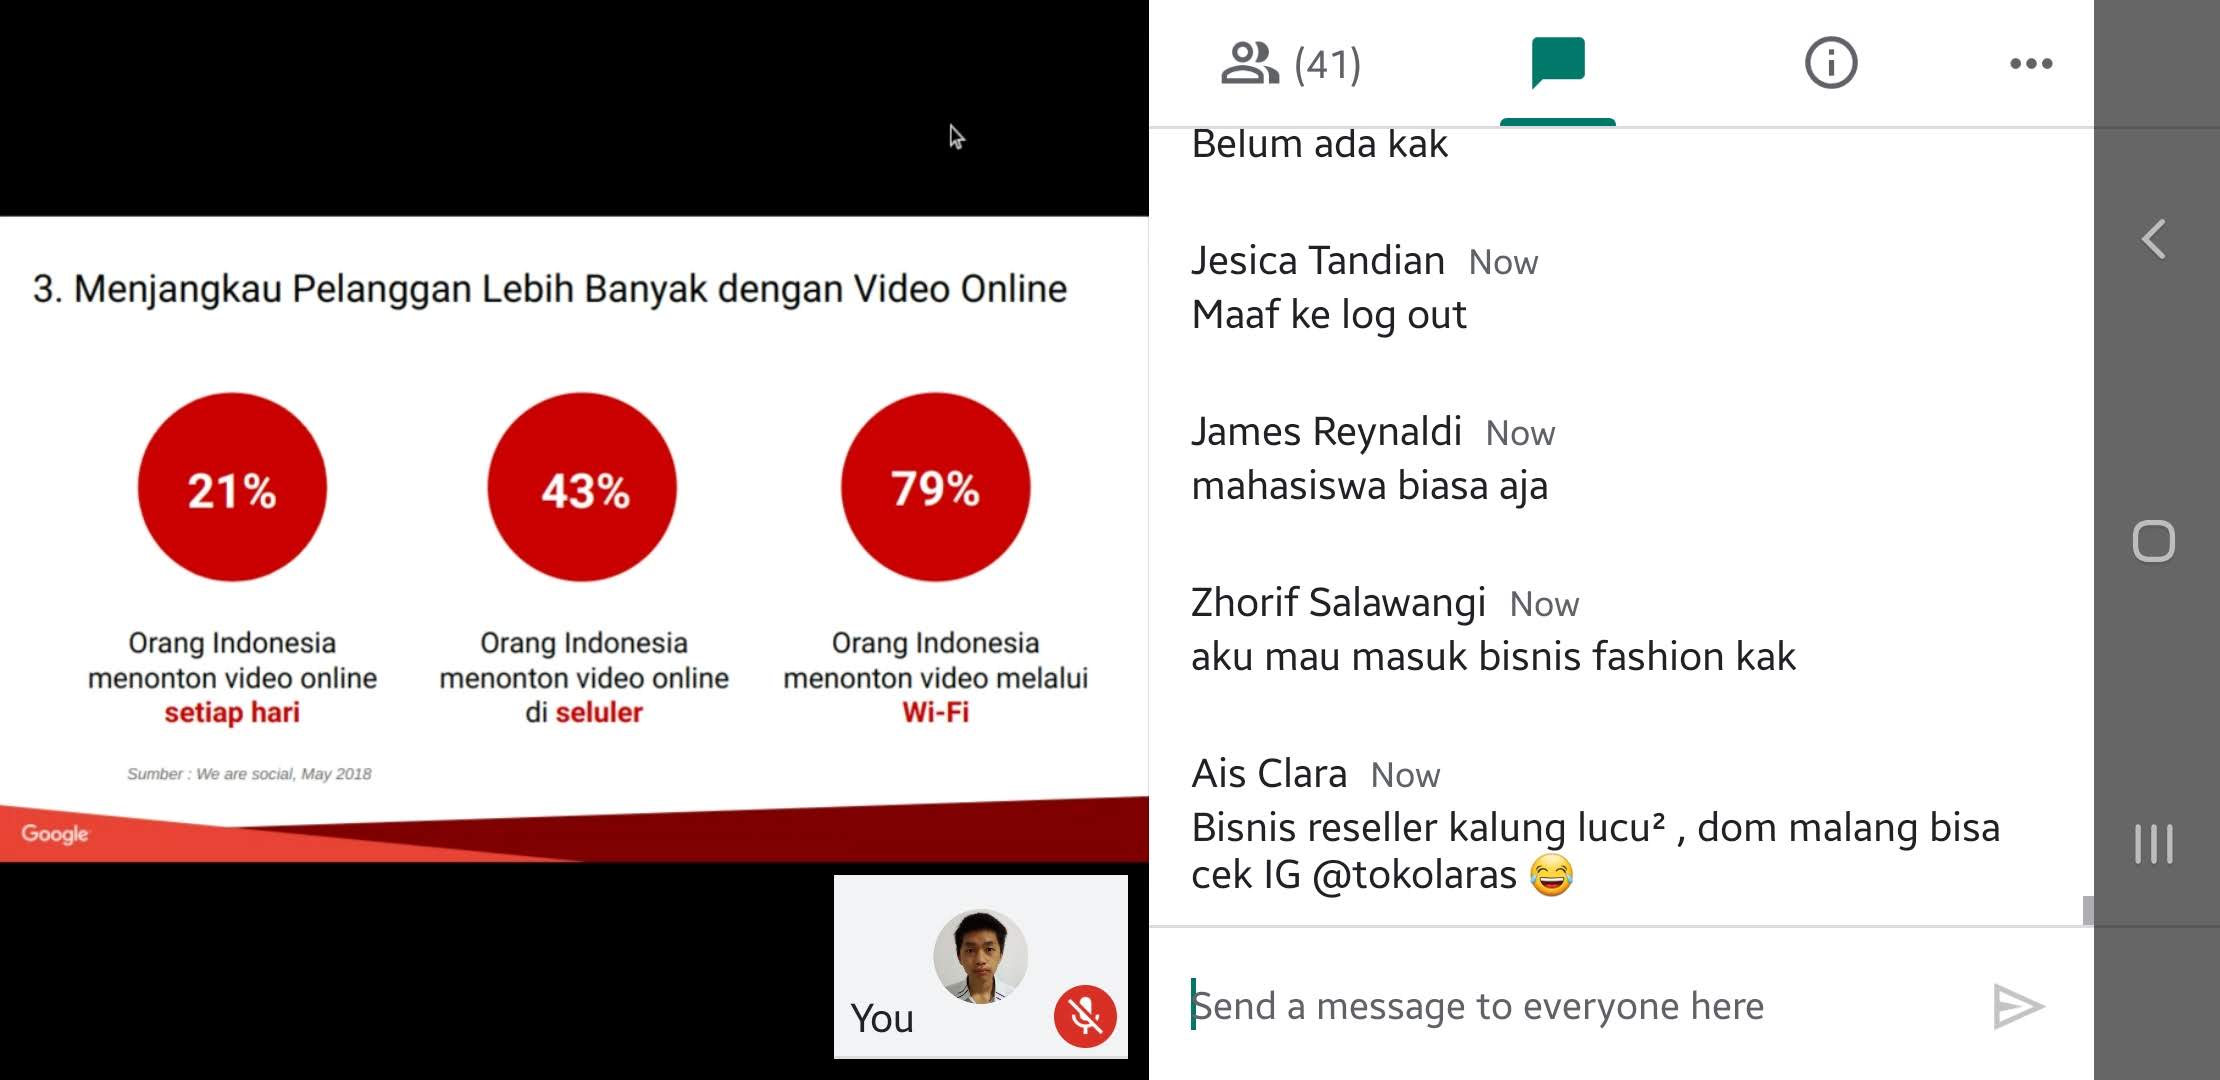 3. Menjangkau Pelanggan Lebih Banyak dengan Video Online
21%
Orang Indonesia
menonton video online
setiap hari
43%
Orang Indonesia
menonton video online
di seluler
79%
Orang Indonesia
menonton video melalui
Wi-Fi
Sumber : We are social, May 2018
Google
You
(41)
Belum ada kak
Jesica Tandian Now
Maaf ke log out
James Reynaldi Now
mahasiswa biasa aja
Zhorif Salawangi Now
aku mau masuk bisnis fashion kak
Ais Clara Now
Bisnis reseller kalung lucu² , dom malang bisa
cek IG @tokolaras 😂
Send a message to everyone here